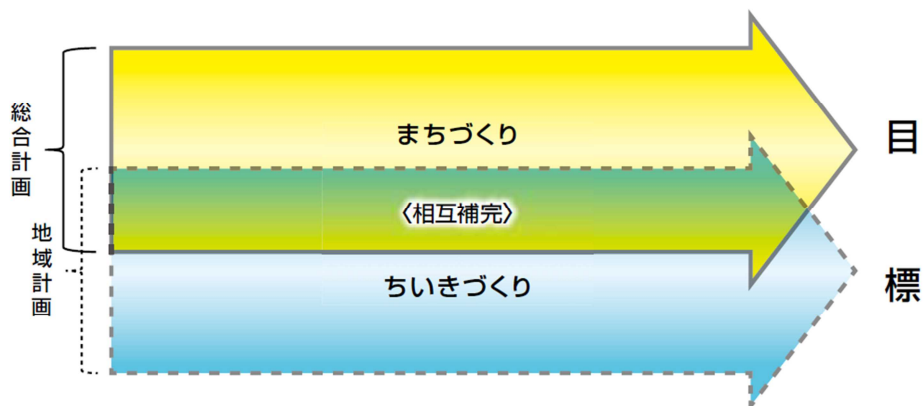 総合計画
地域計画
まちづくり
〈相互補完〉
ちいきづくり
目標